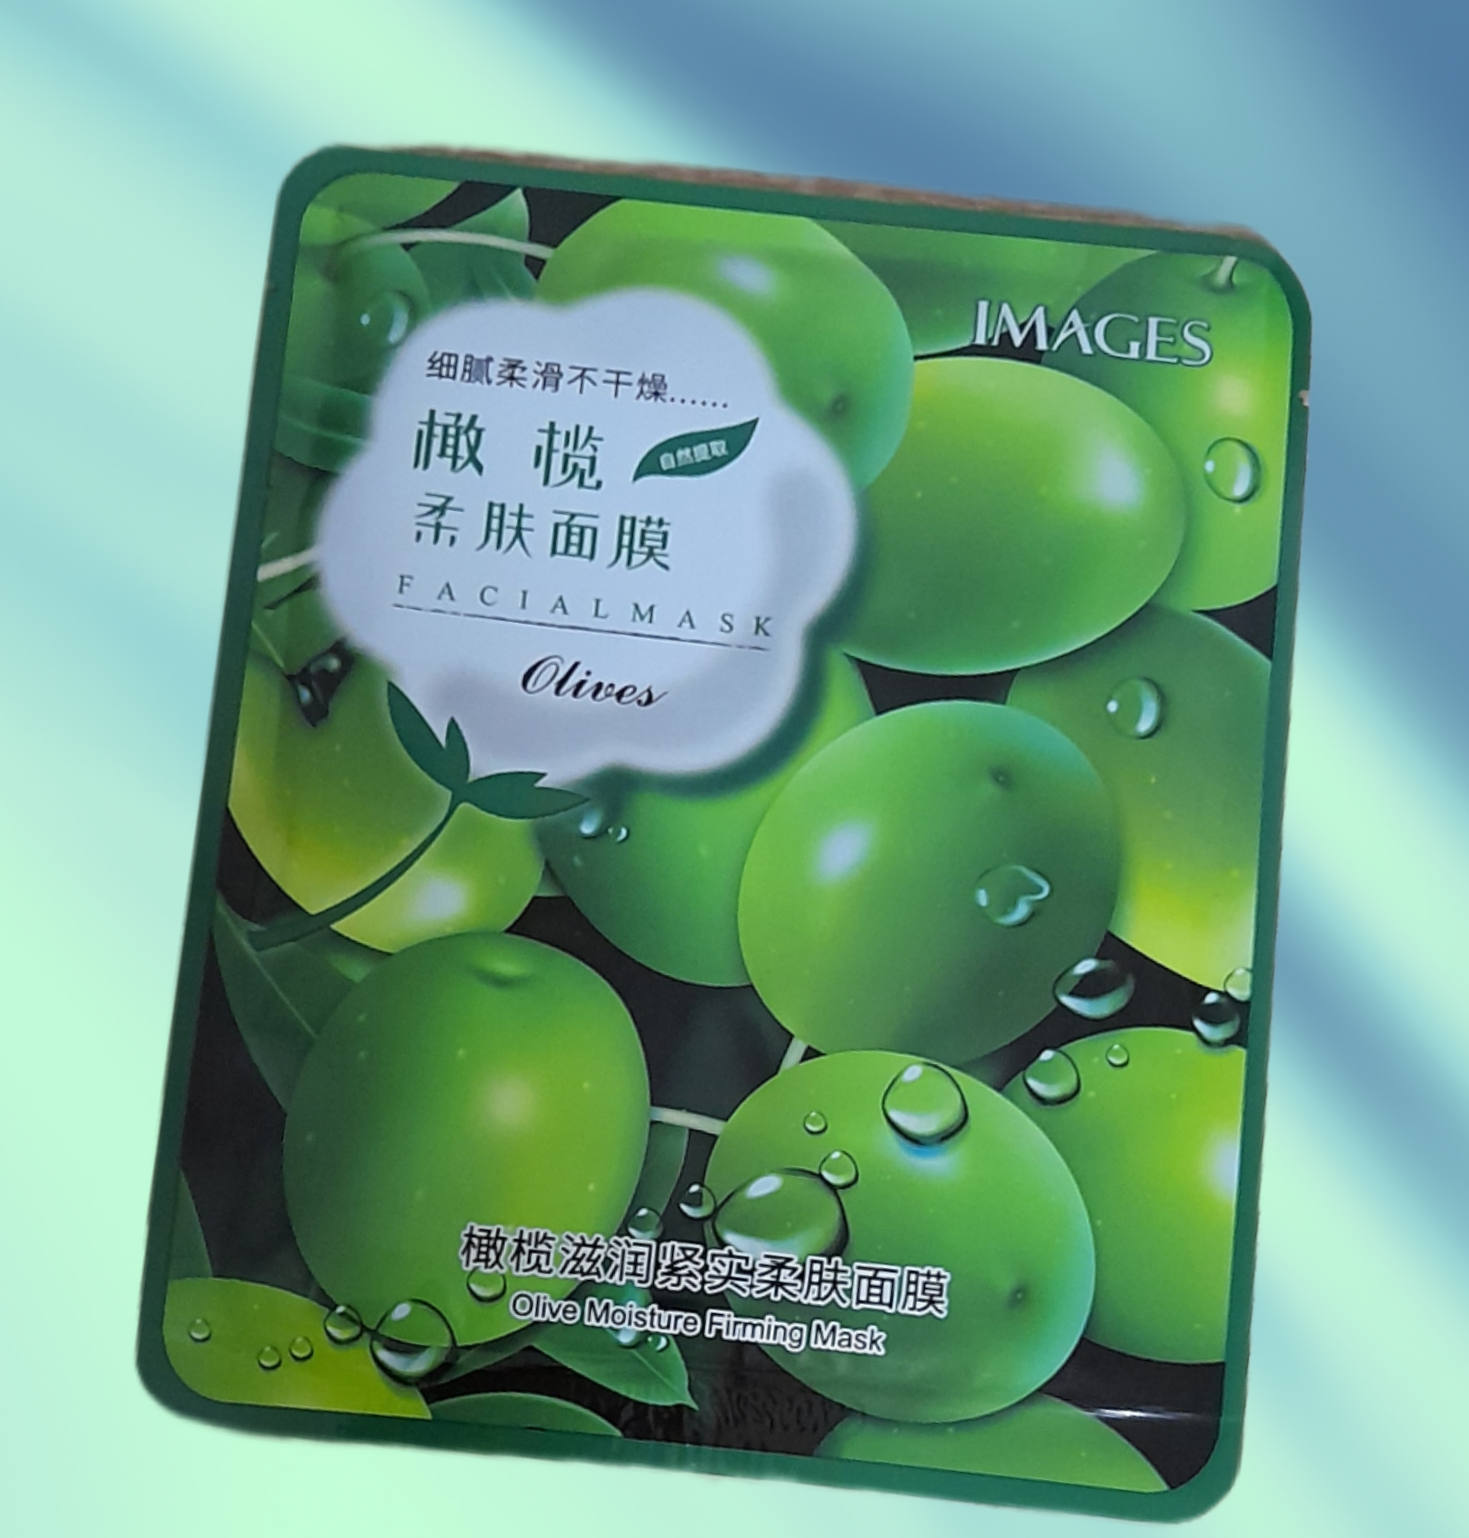 IMAGES
细腻柔滑不干燥......
橄榄
自然提取
柔肤面膜
FACIALMASK
Olives
橄榄滋润紧实柔肤面膜
Olive Moisture Firming Mask